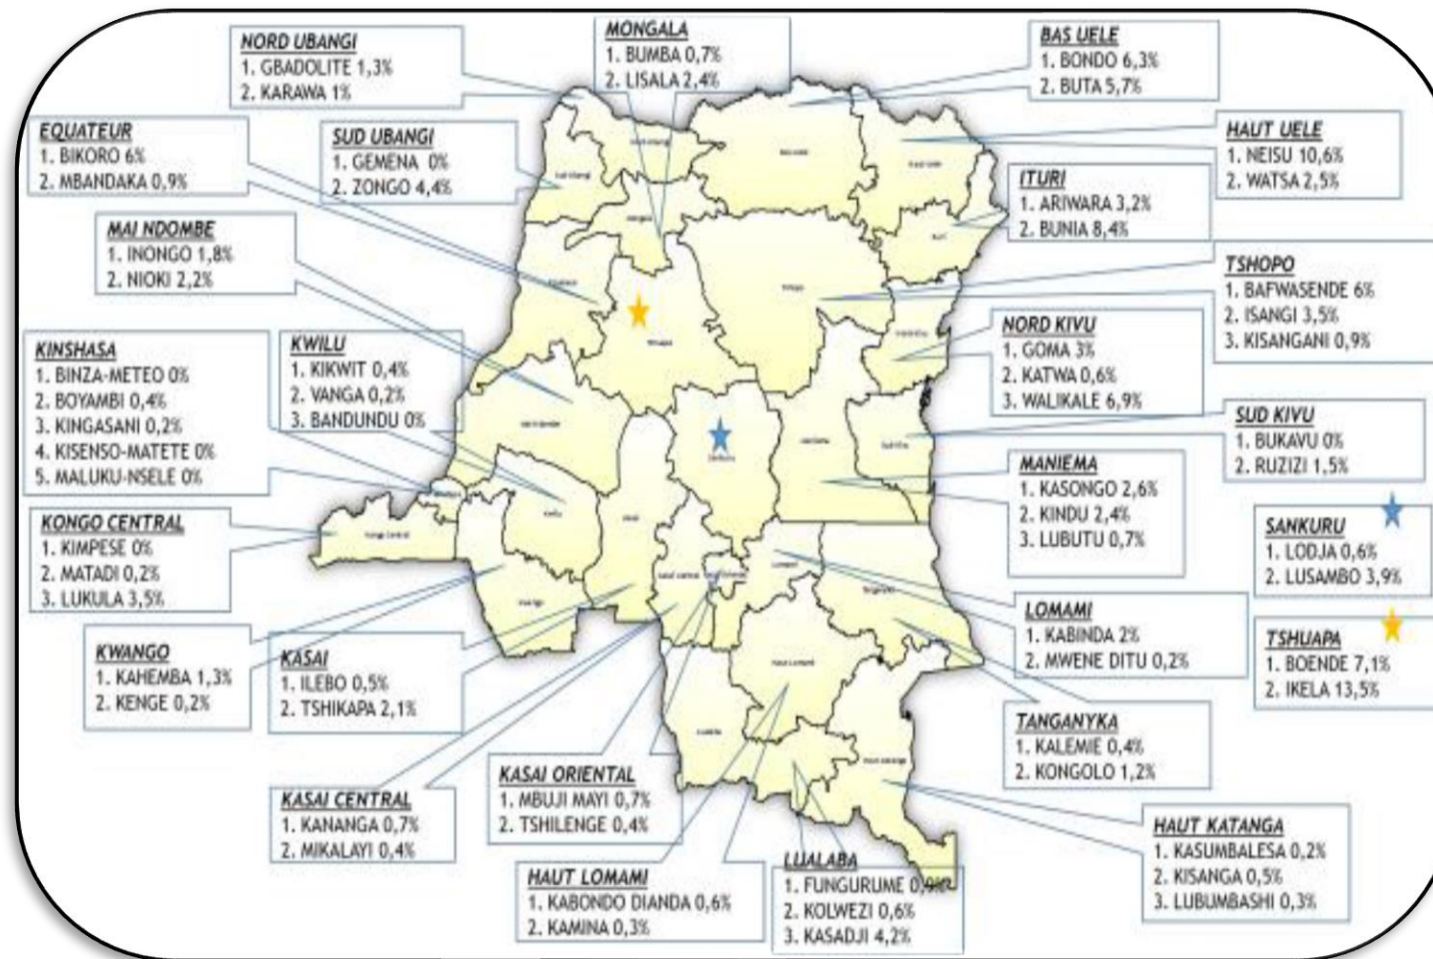 NORD UBANGI
1. GBADOLITE 1,3%
2. KARAWA 1%
MONGALA
1. BUMBA 0,7%
2. LISALA 2,4%
BAS UELE
1. BONDO 6,3%
2. BUTA 5,7%
EQUATEUR
1. BIKORO 6%
2. MBANDAKA 0,9%
SUD UBANGI
1. GEMENA 0%
2. ZONGO 4,4%
HAUT UELE
1. NEISU 10,6%
2. WATSA 2,5%
ITURI
1. ARIWARA 3,2%
2. BUNIA 8,4%
MAI NDOMBE
1. INONGO 1,8%
2. NIOKI 2,2%
TSHOPO
1. BAFWASENDE 6%
2. ISANGI 3,5%
3. KISANGANI 0,9%
KINSHASA
1. BINZA-METEO 0%
2. BOYAMBI 0,4%
3. KINGASANI 0,2%
4. KISENSO-MATETE 0%
5. MALUKU-NSELE 0%
KWILU
1. KIKWIT 0,4%
2. VANGA 0,2%
3. BANDUNDU 0%
NORD KIVU
1. GOMA 3%
2. KATWA 0,6%
3. WALIKALE 6,9%
SUD KIVU
1. BUKAVU 0%
2. RUZIZI 1,5%
MANIEMA
1. KASONGO 2,6%
2. KINDU 2,4%
3. LUBUTU 0,7%
KONGO CENTRAL
1. KIMPESE 0%
2. MATADI 0,2%
3. LUKULA 3,5%
SANKURU
1. LODJA 0,6%
2. LUSAMBO 3,9%
LOMAMI
1. KABINDA 2%
2. MWENE DITU 0,2%
TSHUAPA
1. BOENDE 7,1%
2. IKELA 13,5%
KWANGO
1. KAHEMBA 1,3%
2. KENGE 0,2%
KASAI
1. ILEBO 0,5%
2. TSHIKAPA 2,1%
TANGANYKA
1. KALEMIE 0,4%
2. KONGOLO 1,2%
KASAI CENTRAL
1. KANANGA 0,7%
2. MIKALAYI 0,4%
KASAI ORIENTAL
1. MBUJI MAYI 0,7%
2. TSHILENGE 0,4%
HAUT KATANGA
1. KASUMBALESA 0,2%
2. KISANGA 0,5%
3. LUBUMBASHI 0,3%
HAUT LOMAMI
1. KABONDO DIANDA 0,6%
2. KAMINA 0,3%
LUALABA
1. FUNGURUME
2. KOLWEZI 0,6%
3. KASADJI 4,2%
Kongo Central
Haut Lomami